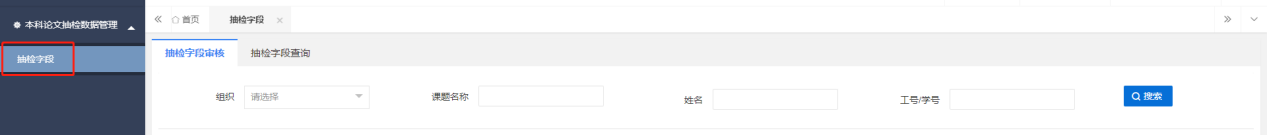 本科论文抽检数据管理
抽检字段
首页 抽检字段
抽检字段审核 抽检字段查询
组织 请选择 课题名称 姓名 工号/学号 搜索